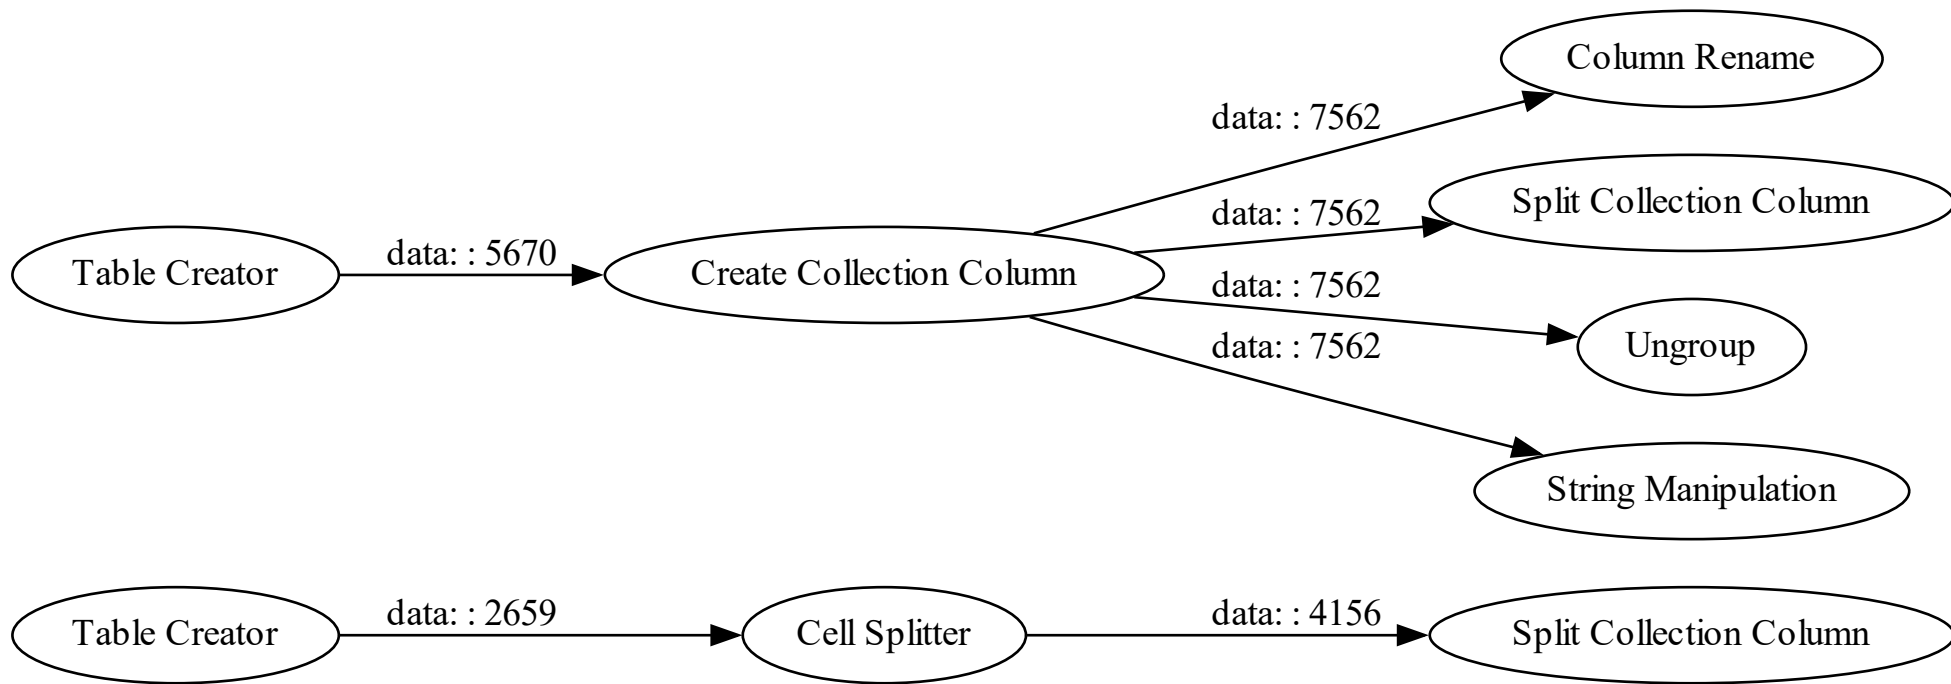 Column Rename
data: : 7562
Split Collection Column
data: : 7562
Table Creator
data: : 5670
Create Collection Column
data: : 7562
Ungroup
data: : 7562
String Manipulation
Table Creator
data: : 2659
Cell Splitter
data: : 4156
Split Collection Column